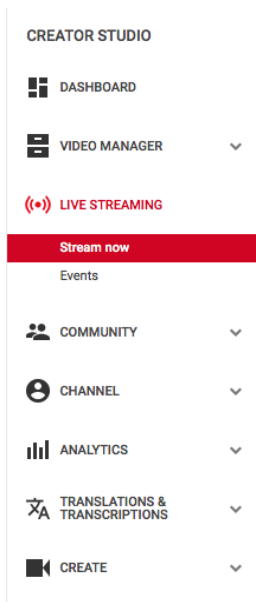 CREATOR STUDIO
DASHBOARD
VIDEO MANAGER
LIVE STREAMING
Stream now
Events
COMMUNITY
CHANNEL
ANALYTICS
TRANSLATIONS &
TRANSCRIPTIONS
CREATE